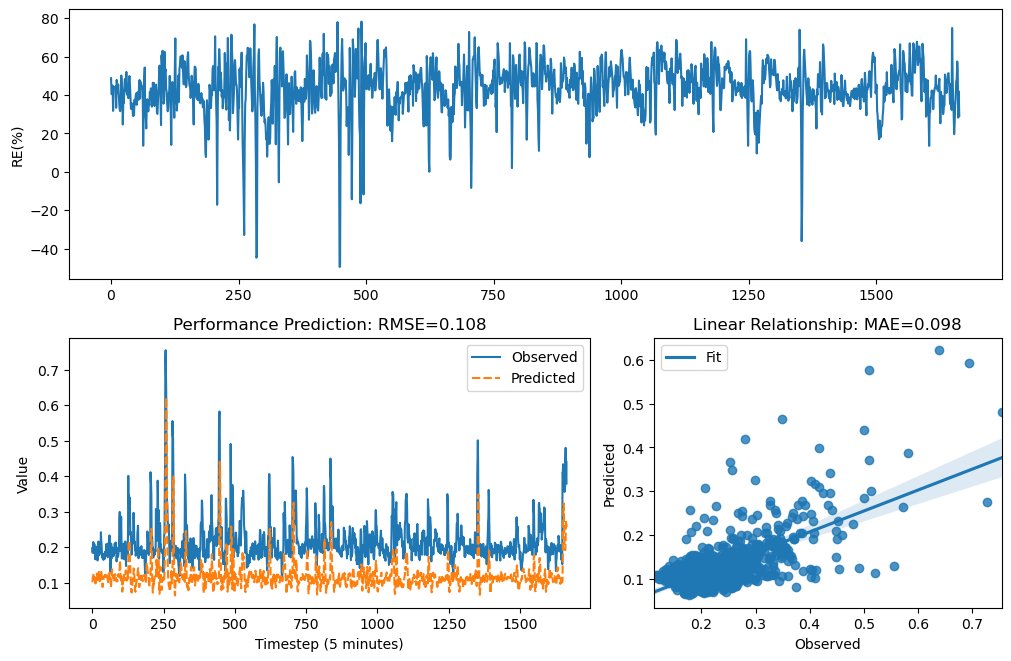 80
60
40
20
0
−20
−40
RE(%)
0 250 500 750 1000 1250 1500
Performance Prediction: RMSE=0.108
Observed
Predicted
0.7
0.6
0.5
0.4
0.3
0.2
0.1
Value
0 250 500 750 1000 1250 1500
Timestep (5 minutes)
Linear Relationship: MAE=0.098
Fit
0.6
0.5
0.4
0.3
0.2
0.1
Predicted
0.2 0.3 0.4 0.5 0.6 0.7
Observed